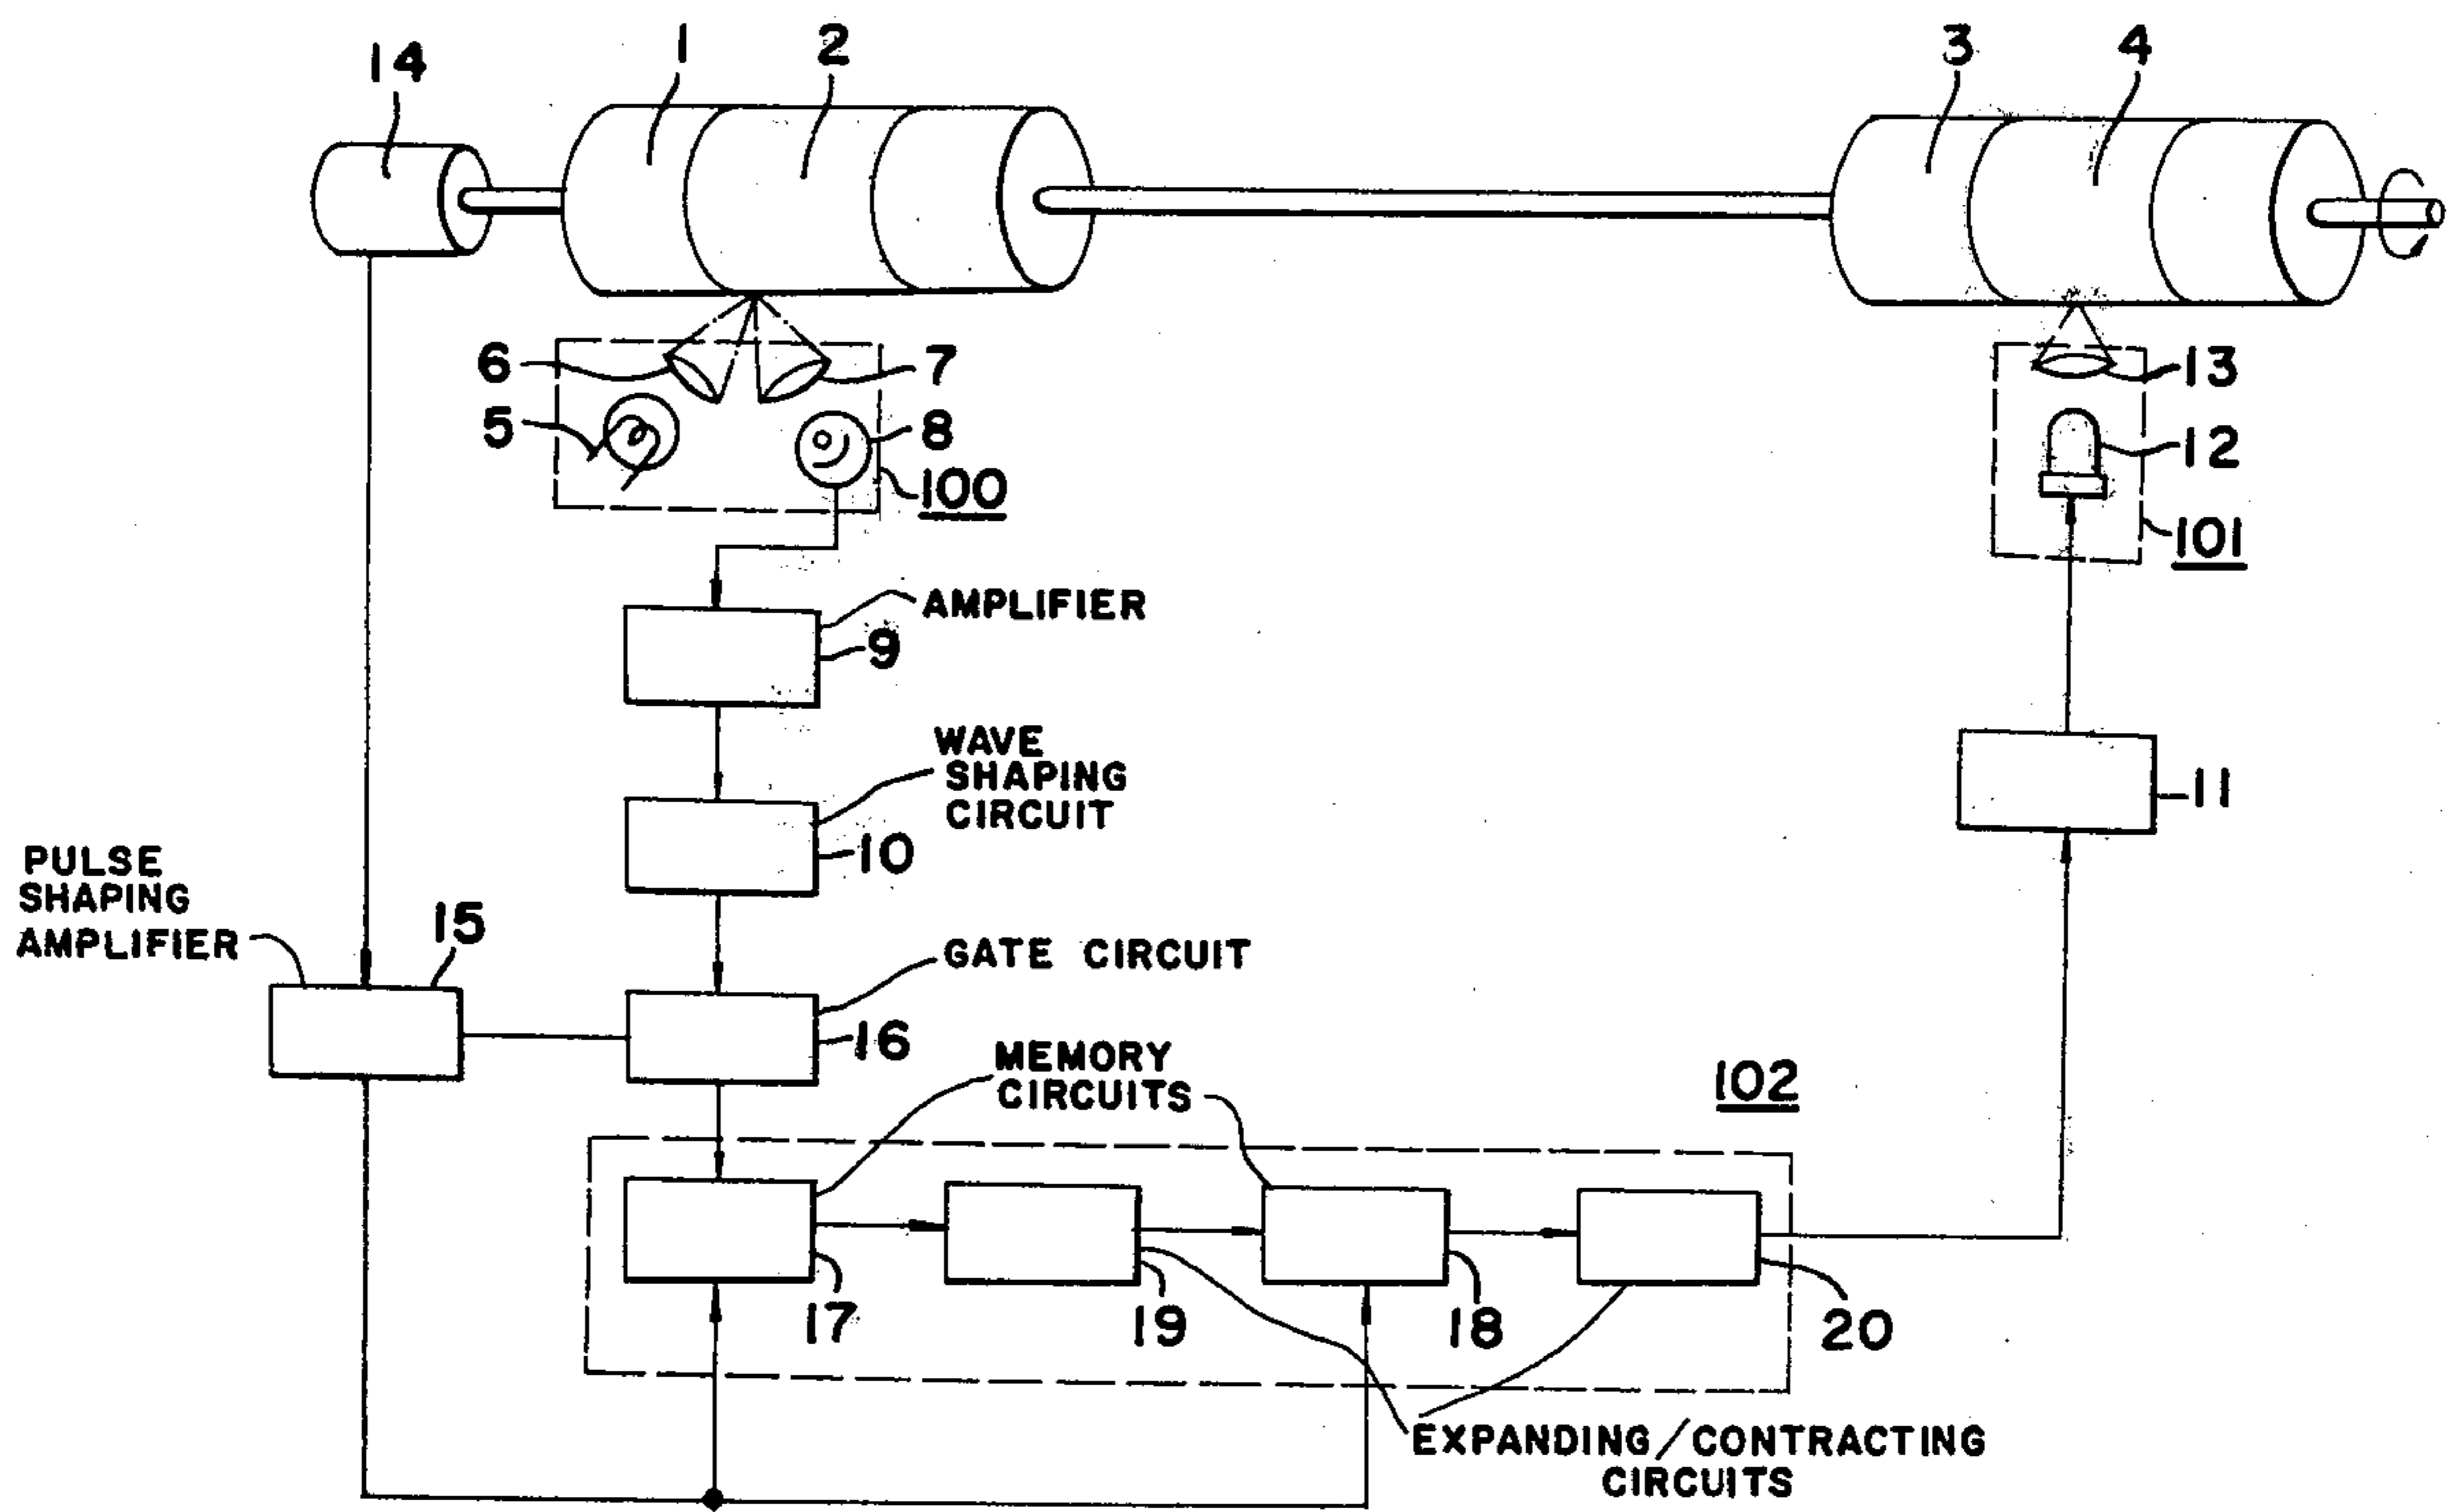 14
1
2
3
4
6
7
5
8
100
13
12
101
AMPLIFIER
9
WAVE
SHAPING
CIRCUIT
10
11
PULSE
SHAPING
AMPLIFIER
15
GATE CIRCUIT
16
MEMORY
CIRCUITS
102
17
19
18
20
EXPANDING/CONTRACTING
CIRCUITS